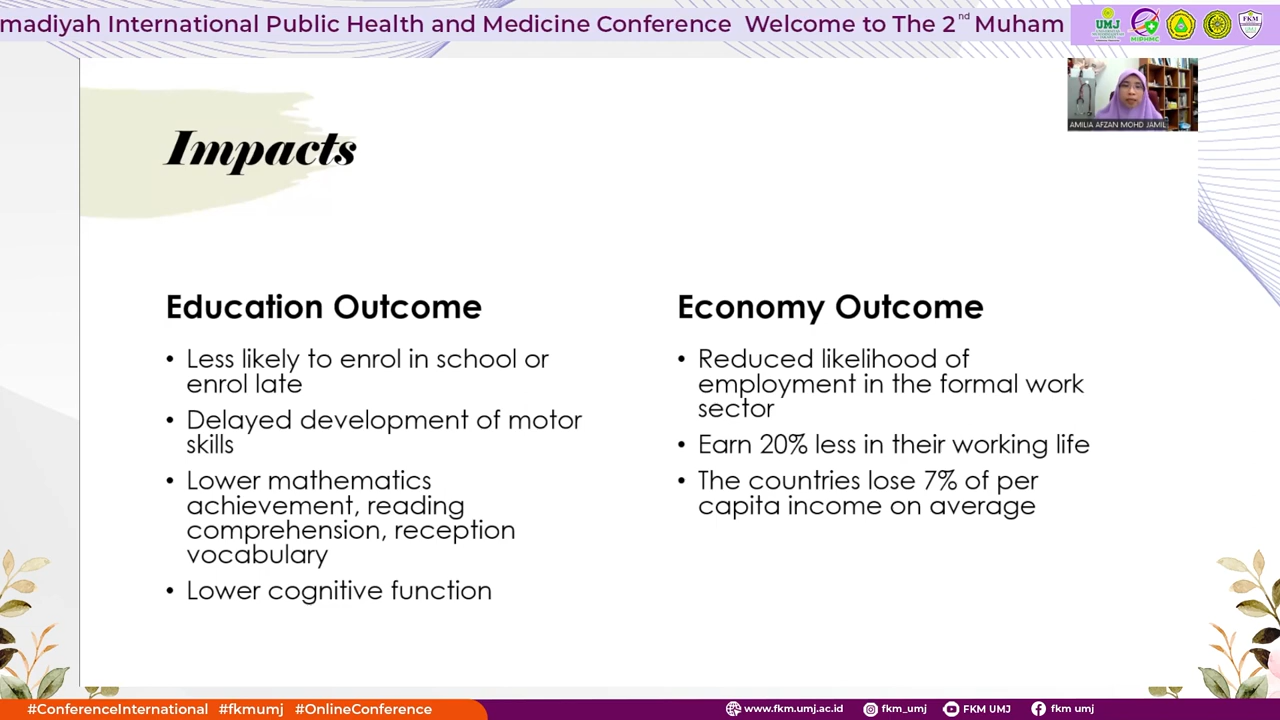 madiyah International Public Health and Medicine Conference Welcome to The 2nd Muham
UMJ
MIPHMC
FKM
AMILIA AFZAN MOHD JAMIL
Impacts
Education Outcome
• Less likely to enrol in school or
enrol late
• Delayed development of motor
skills
• Lower mathematics
achievement, reading
comprehension, reception
vocabulary
• Lower cognitive function
Economy Outcome
• Reduced likelihood of
employment in the formal work
sector
• Earn 20% less in their working life
• The countries lose 7% of per
capita income on average
#ConferenceInternational #fkmumj #OnlineConference
www.fkm.umj.ac.id fkm_umj FKM UMJ fkm umj